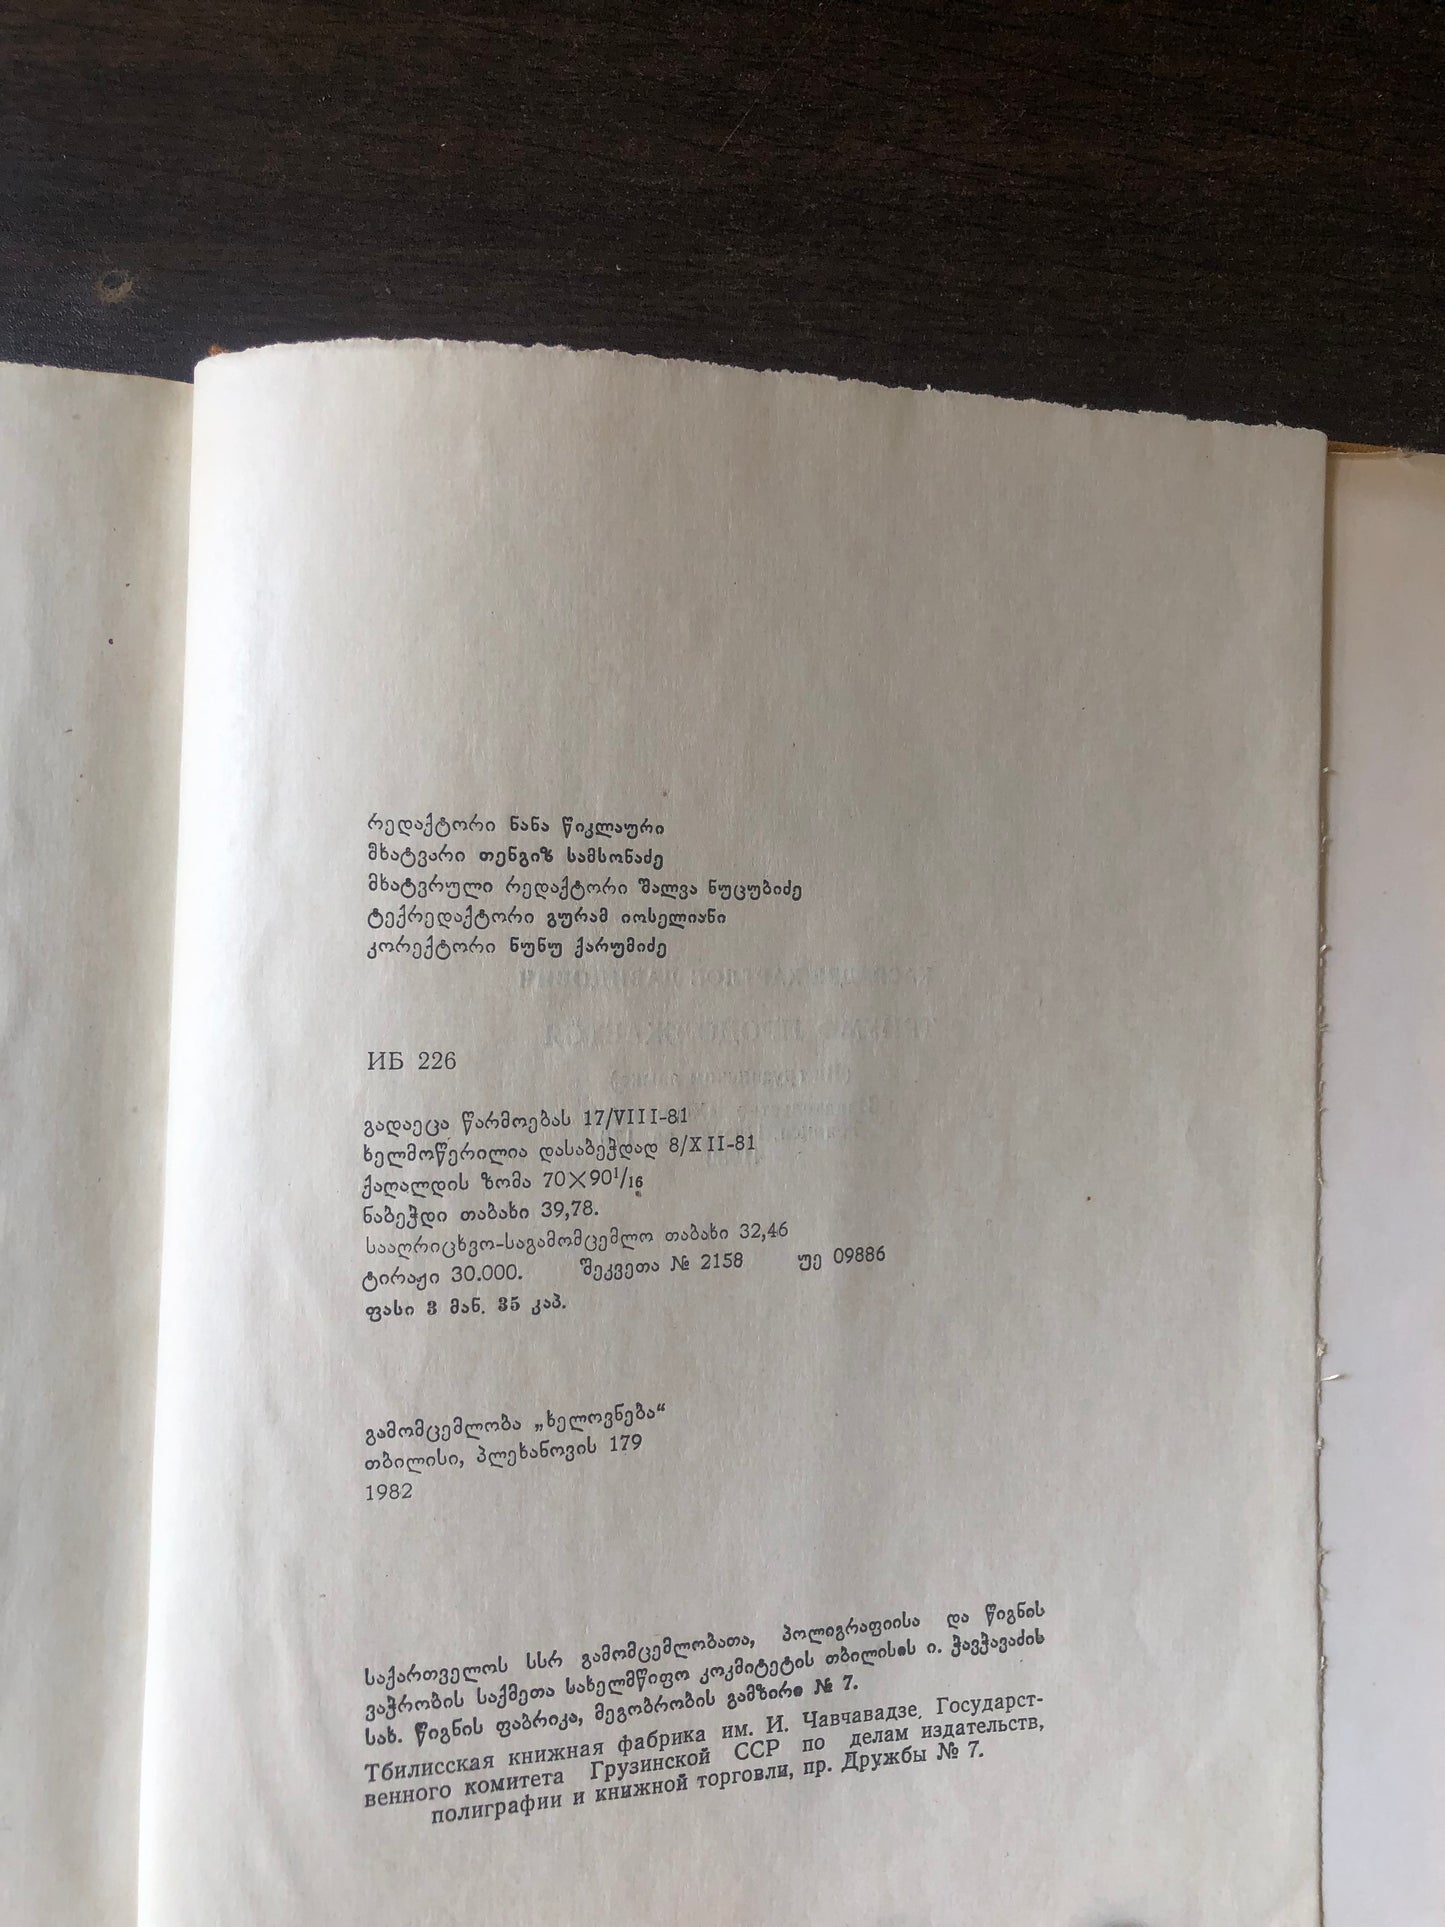 რედაქტორი ნანა წიკლაური
მხატვარი თენგიზ სამსონაძე
მხატვრული რედაქტორი შალვა ნუცუბიძე
ტექრედაქტორი გურამ იოსელიანი
კორექტორი ნუნუ ქარუმიძე
ИБ 226
გადაეცა წარმოებას 17/VIII-81
ხელმოწერილია დასაბეჭდად 8/XII-81
ქაღალდის ზომა 70×90¹/₁₆
ნაბეჭდი თაბახი 39,78.
სააღრიცხვო-საგამომცემლო თაბახი 32,46
ტირაჟი 30.000. შეკვეთა № 2158 უე 09886
ფასი 3 მან. 35 კაპ.
გამომცემლობა „ხელოვნება“
თბილისი, პლეხანოვის 179
1982
საქართველოს სსრ გამომცემლობათა, პოლიგრაფიისა და წიგნის
ვაჭრობის საქმეთა სახელმწიფო კოკმიტეტის თბილისის ი. ჭავჭავაძის
სახ. წიგნის ფაბრიკა, მეგობრობის გამზირი № 7.
Тбилисская книжная фабрика им. И. Чавчавадзе, Государст-
венного комитета Грузинской ССР по делам издательств,
полиграфии и книжной торговли, пр. Дружбы № 7.